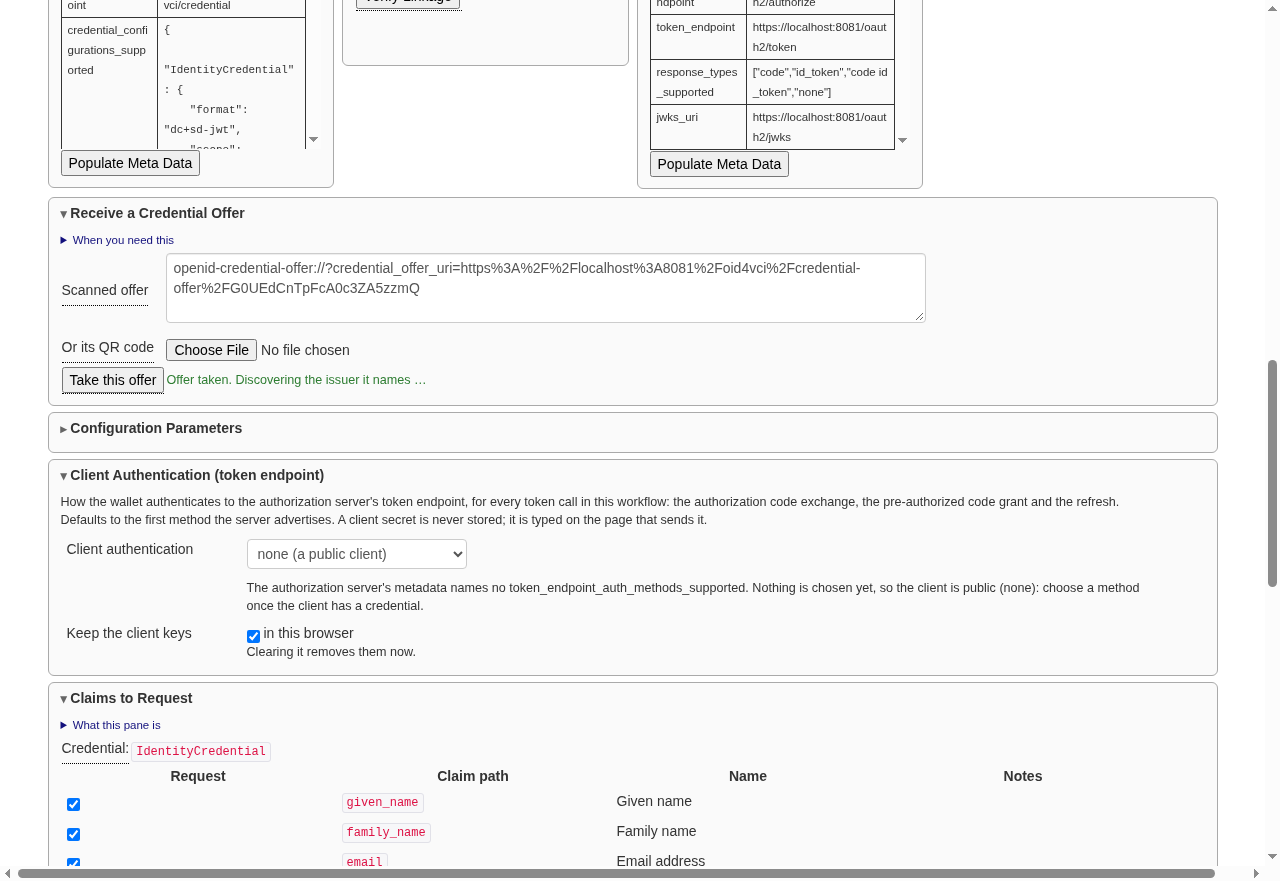 oint
vci/credential
credential_confi
gurations_supp
orted
{
"IdentityCredential"
: {
"format":
"dc+sd-jwt",
"scope":
Populate Meta Data
Verify Linkage
ndpoint
h2/authorize
token_endpoint
https://localhost:8081/oaut
h2/token
response_types
_supported
["code","id_token","code id
_token","none"]
jwks_uri
https://localhost:8081/oaut
h2/jwks
Populate Meta Data
Receive a Credential Offer
When you need this
Scanned offer
openid-credential-offer://?credential_offer_uri=https%3A%2F%2Flocalhost%3A8081%2Foid4vci%2Fcredential-
offer%2FG0UEdCnTpFcA0c3ZA5zzmQ
Or its QR code
Choose File No file chosen
Take this offer Offer taken. Discovering the issuer it names …
Configuration Parameters
Client Authentication (token endpoint)
How the wallet authenticates to the authorization server's token endpoint, for every token call in this workflow: the authorization code exchange, the pre-authorized code grant and the refresh.
Defaults to the first method the server advertises. A client secret is never stored; it is typed on the page that sends it.
Client authentication
none (a public client)
The authorization server's metadata names no token_endpoint_auth_methods_supported. Nothing is chosen yet, so the client is public (none): choose a method
once the client has a credential.
Keep the client keys
in this browser
Clearing it removes them now.
Claims to Request
What this pane is
Credential: IdentityCredential
Request Claim path Name Notes
given_name Given name
family_name Family name
email Email address